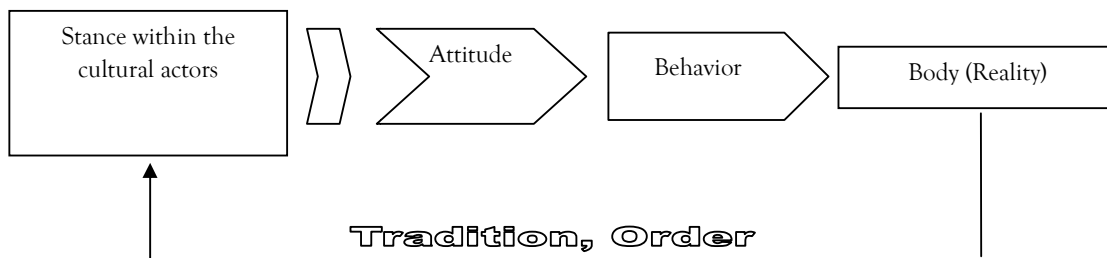 Stance within the
cultural actors
Attitude
Behavior
Body (Reality)
Tradition, Order